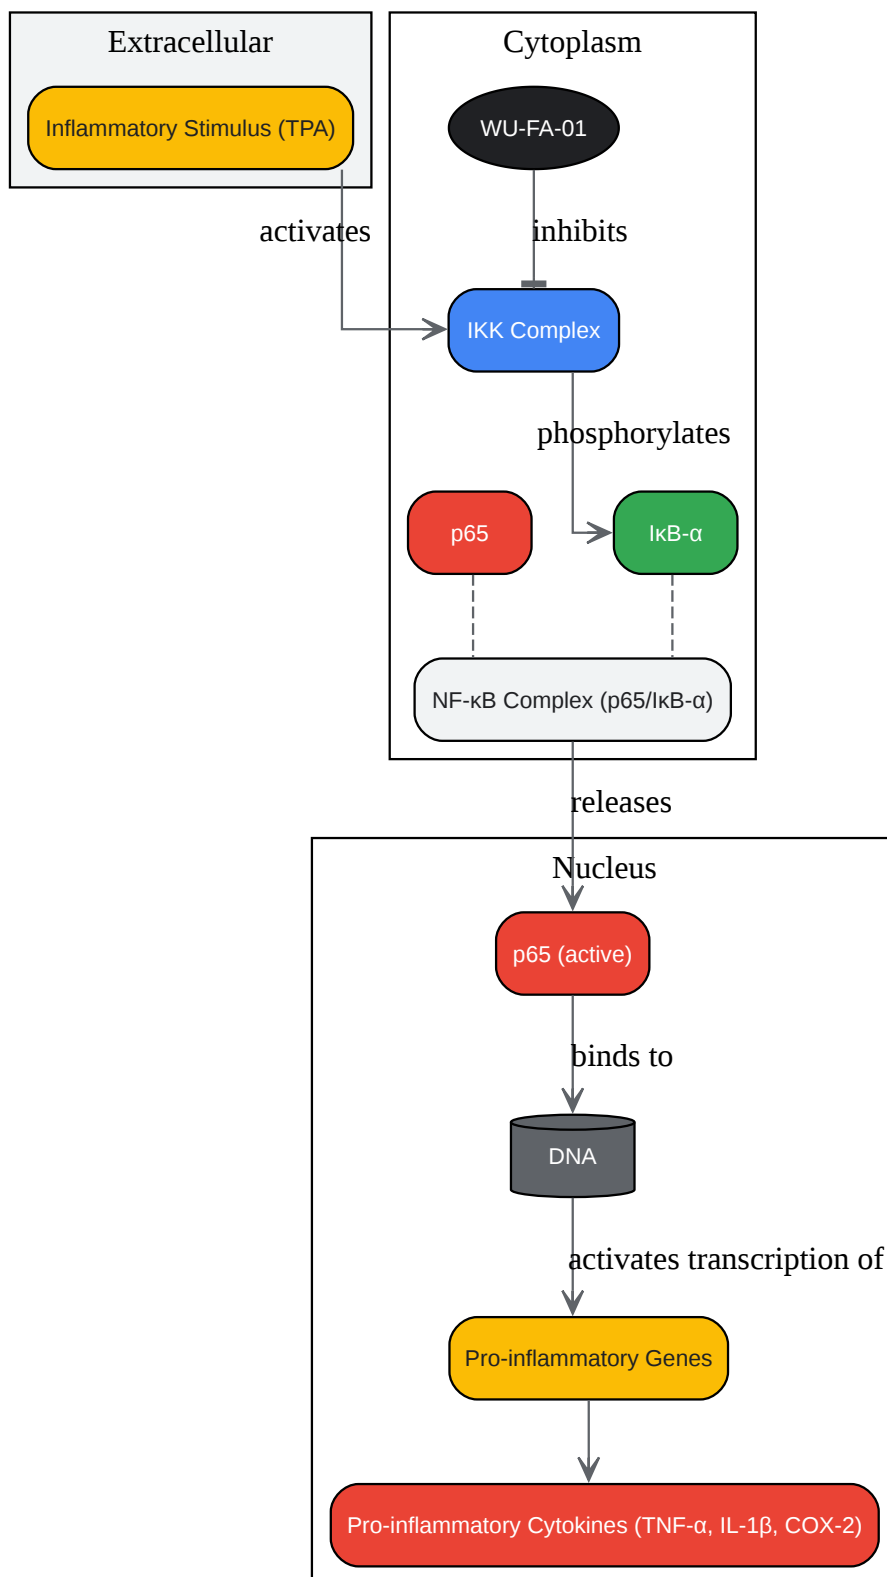 Extracellular
Cytoplasm
Inflammatory Stimulus (TPA)
WU-FA-01
activates
inhibits
IKK Complex
phosphorylates
p65
IκB-α
NF-κB Complex (p65/IκB-α)
releases
Nucleus
p65 (active)
binds to
DNA
activates transcription of
Pro-inflammatory Genes
Pro-inflammatory Cytokines (TNF-α, IL-1β, COX-2)